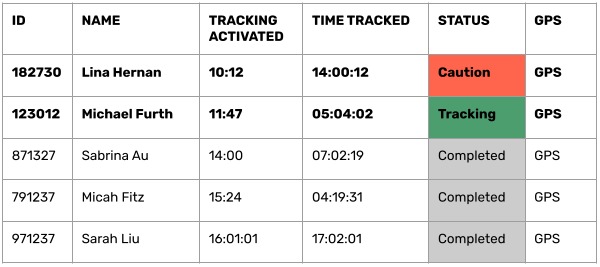 ID NAME TRACKING ACTIVATED TIME TRACKED STATUS GPS
182730 Lina Hernan 10:12 14:00:12 Caution GPS
123012 Michael Furth 11:47 05:04:02 Tracking GPS
871327 Sabrina Au 14:00 07:02:19 Completed GPS
791237 Micah Fitz 15:24 04:19:31 Completed GPS
971237 Sarah Liu 16:01:01 17:02:01 Completed GPS